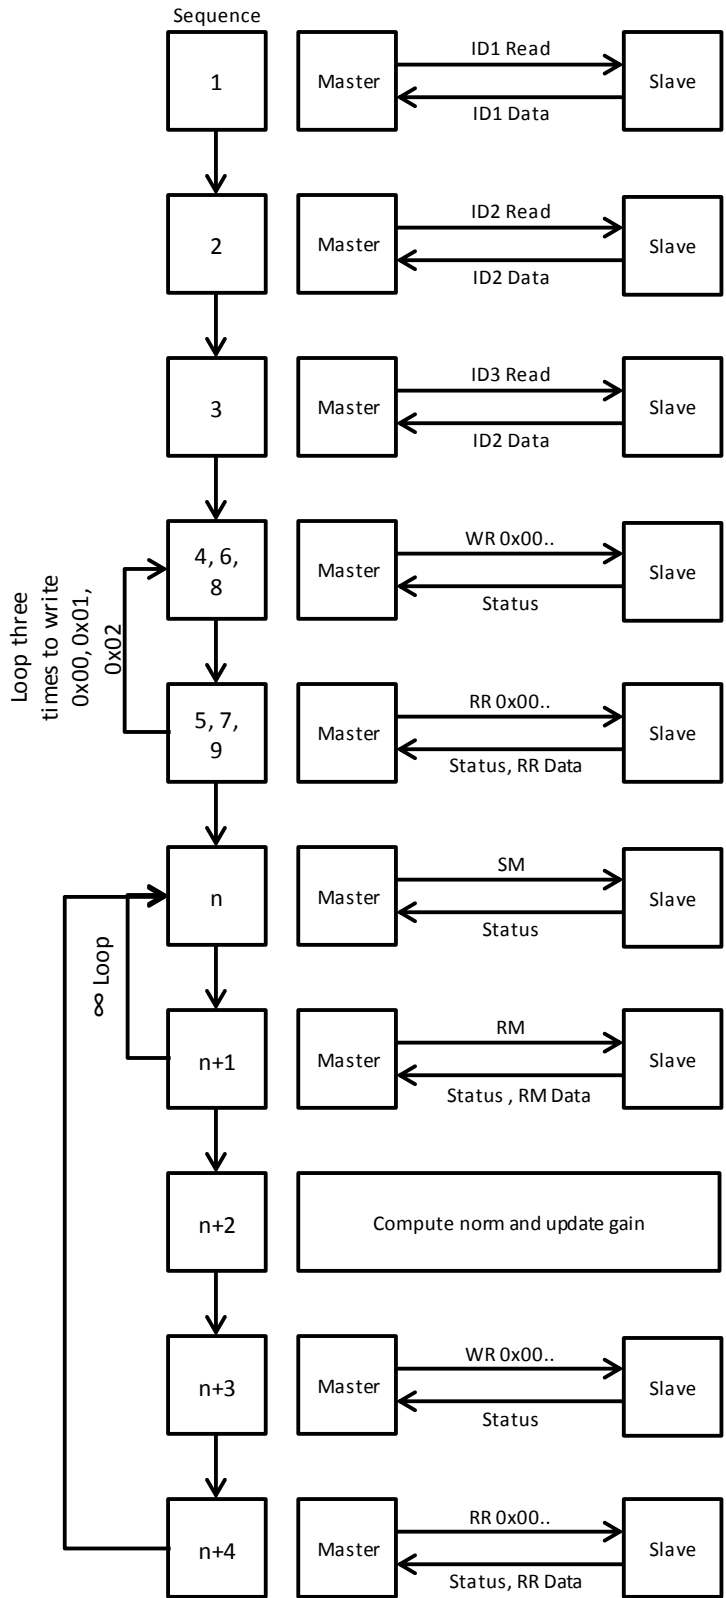 Sequence
1
Master
ID1 Read
ID1 Data
Slave
2
Master
ID2 Read
ID2 Data
Slave
3
Master
ID3 Read
ID2 Data
Slave
Loop three
times to write
0x00, 0x01,
0x02
4, 6,
8
Master
WR 0x00..
Status
Slave
5, 7,
9
Master
RR 0x00..
Status, RR Data
Slave
n
Master
SM
Status
Slave
∞ Loop
n+1
Master
RM
Status , RM Data
Slave
n+2
Compute norm and update gain
n+3
Master
WR 0x00..
Status
Slave
n+4
Master
RR 0x00..
Status, RR Data
Slave